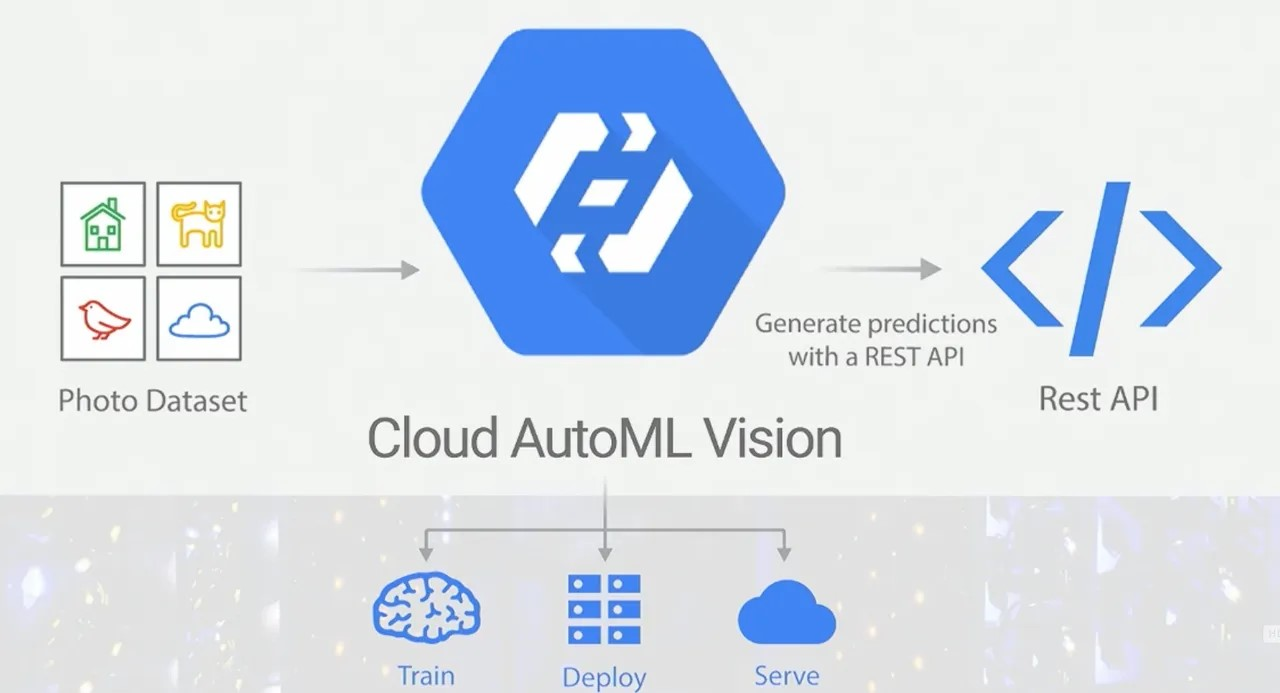 Photo Dataset
Generate predictions
with a REST API
Rest API
Cloud AutoML Vision
Train
Deploy
Serve